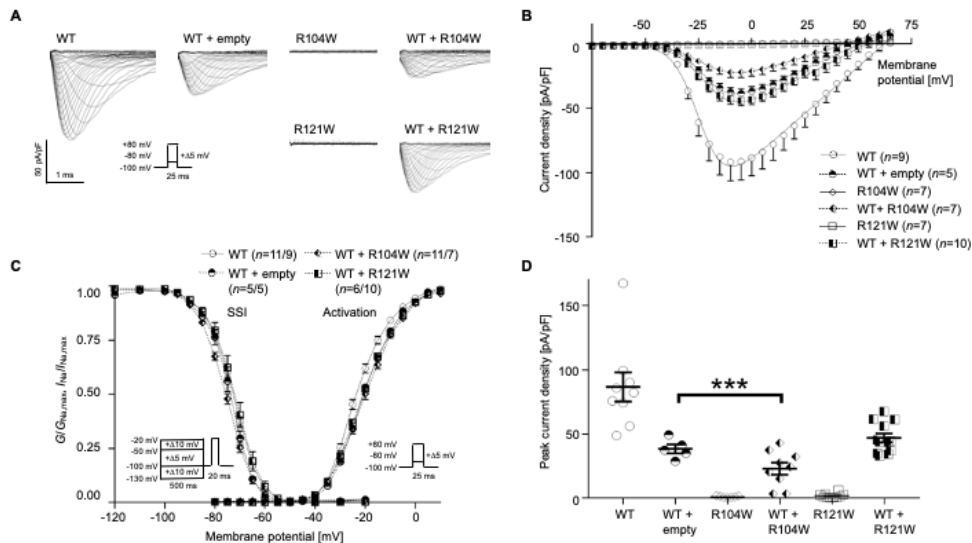 A
WT
WT + empty
R104W
WT + R104W
R121W
WT + R121W
50 pA/pF
1 ms
+80 mV
-80 mV
-100 mV
+Δ5 mV
25 ms
B
-50
-25
25
50
75
0
-50
-100
-150
Current density [pA/pF]
Membrane
potential [mV]
WT (n=9)
WT + empty (n=5)
R104W (n=7)
WT+ R104W (n=7)
R121W (n=7)
WT + R121W (n=10)
C
WT (n=11/9)
WT + R104W (n=11/7)
WT + empty
(n=5/5)
WT + R121W
(n=6/10)
SSI
Activation
1.00
0.75
0.50
0.25
0.00
G/GNa,max, INa/INa,max
-20 mV
-50 mV
-100 mV
-130 mV
+Δ10 mV
+Δ5 mV
+Δ10 mV
500 ms
20 ms
+80 mV
-80 mV
-100 mV
+Δ5 mV
25 ms
-120
-100
-80
-60
-40
-20
0
Membrane potential [mV]
D
150
100
50
0
Peak current density [pA/pF]
***
WT
WT +
empty
R104W
WT +
R104W
R121W
WT +
R121W